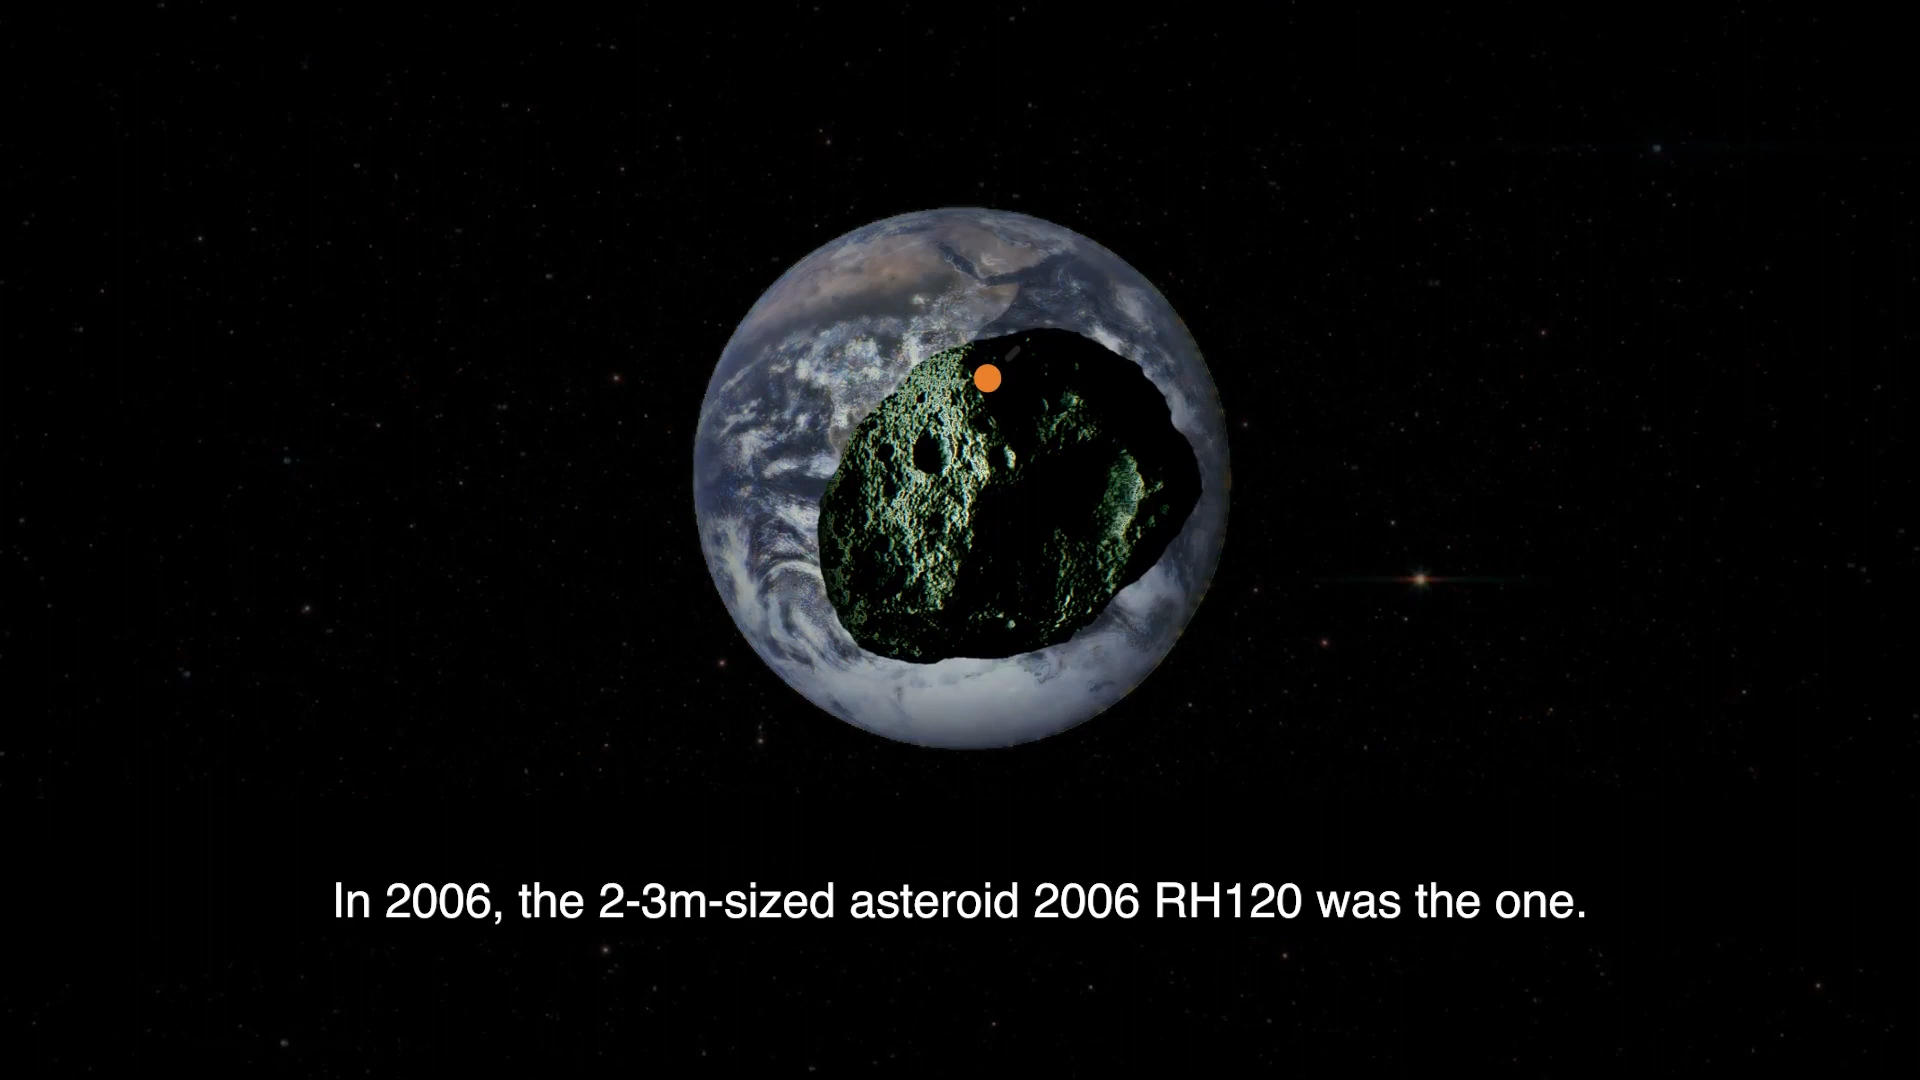 In 2006, the 2-3m-sized asteroid 2006 RH120 was the one.